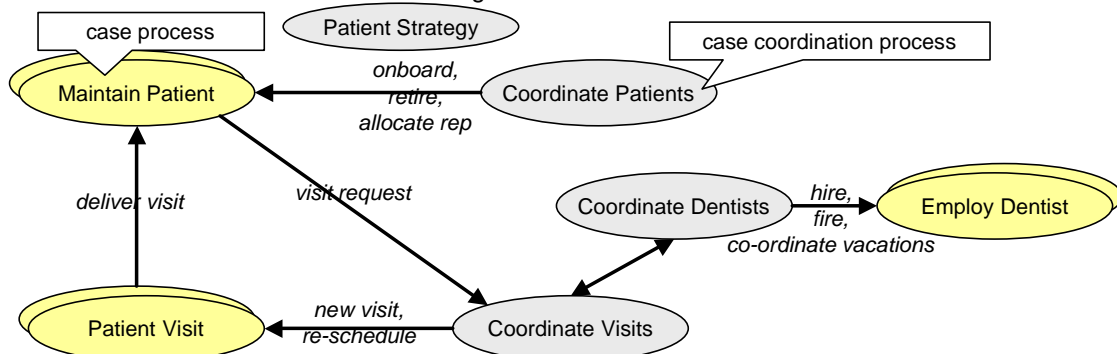 case process
Patient Strategy
case coordination process
Maintain Patient
onboard,
retire,
allocate rep
Coordinate Patients
deliver visit
visit request
Coordinate Dentists
hire,
fire,
co-ordinate vacations
Employ Dentist
Patient Visit
new visit,
re-schedule
Coordinate Visits